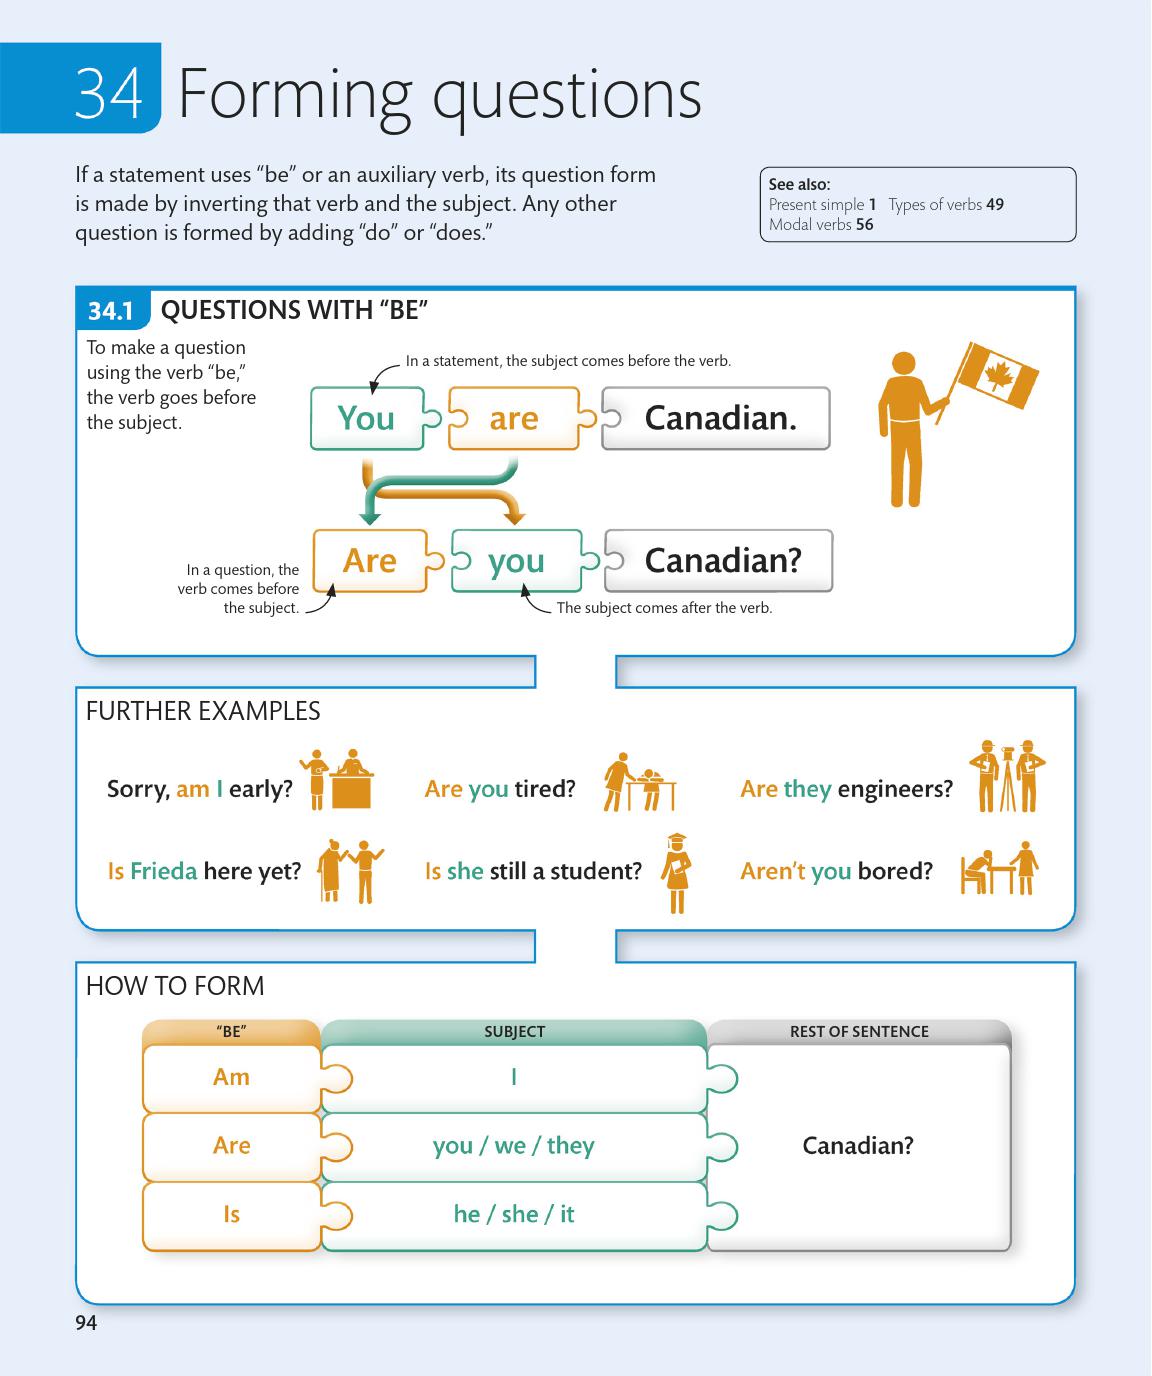 34 Forming questions
If a statement uses “be” or an auxiliary verb, its question form
is made by inverting that verb and the subject. Any other
question is formed by adding “do” or “does.”
See also:
Present simple 1 Types of verbs 49
Modal verbs 56
34.1 QUESTIONS WITH “BE”
To make a question
using the verb “be,”
the verb goes before
the subject.
In a statement, the subject comes before the verb.
You are Canadian.
Are you Canadian?
In a question, the
verb comes before
the subject.
The subject comes after the verb.
FURTHER EXAMPLES
Sorry, am I early?
Are you tired?
Are they engineers?
Is Frieda here yet?
Is she still a student?
Aren’t you bored?
HOW TO FORM
“BE” SUBJECT REST OF SENTENCE
Am I
Are you / we / they Canadian?
Is he / she / it
94